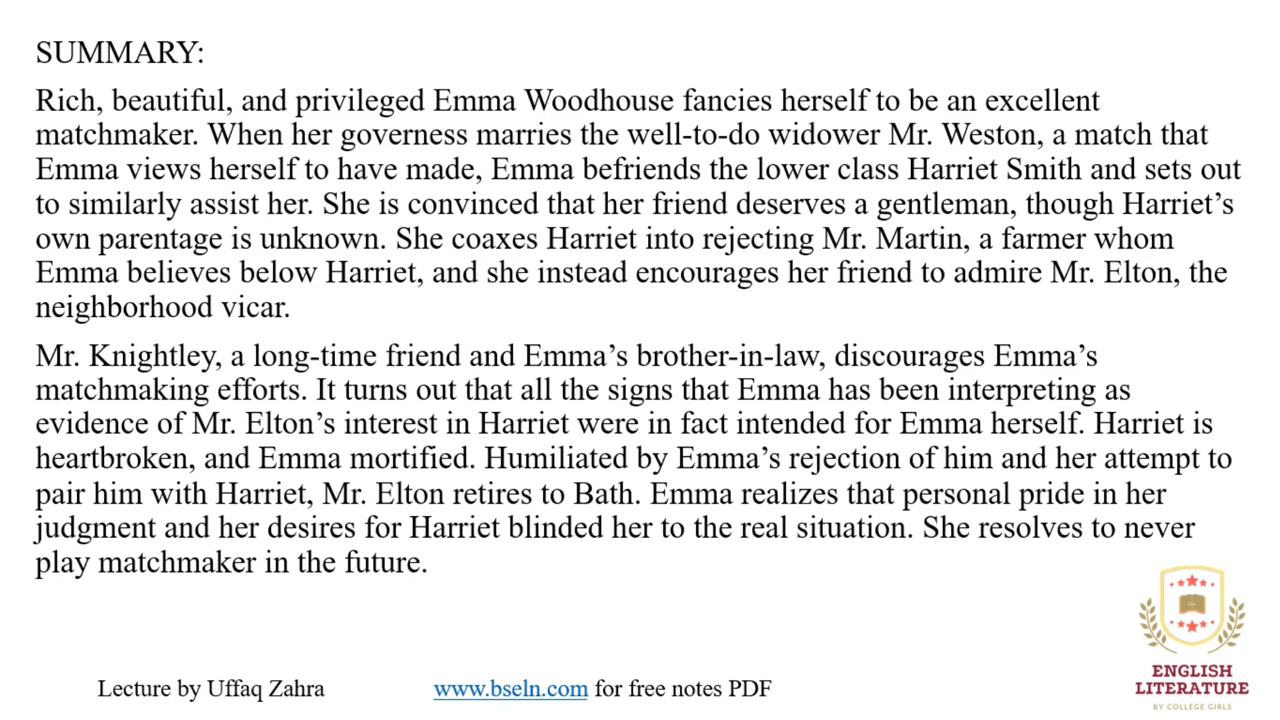 SUMMARY:
Rich, beautiful, and privileged Emma Woodhouse fancies herself to be an excellent
matchmaker. When her governess marries the well-to-do widower Mr. Weston, a match that
Emma views herself to have made, Emma befriends the lower class Harriet Smith and sets out
to similarly assist her. She is convinced that her friend deserves a gentleman, though Harriet’s
own parentage is unknown. She coaxes Harriet into rejecting Mr. Martin, a farmer whom
Emma believes below Harriet, and she instead encourages her friend to admire Mr. Elton, the
neighborhood vicar.
Mr. Knightley, a long-time friend and Emma’s brother-in-law, discourages Emma’s
matchmaking efforts. It turns out that all the signs that Emma has been interpreting as
evidence of Mr. Elton’s interest in Harriet were in fact intended for Emma herself. Harriet is
heartbroken, and Emma mortified. Humiliated by Emma’s rejection of him and her attempt to
pair him with Harriet, Mr. Elton retires to Bath. Emma realizes that personal pride in her
judgment and her desires for Harriet blinded her to the real situation. She resolves to never
play matchmaker in the future.
Lecture by Uffaq Zahra
www.bseln.com for free notes PDF
ENGLISH
LITERATURE
BY COLLEGE GIRLS